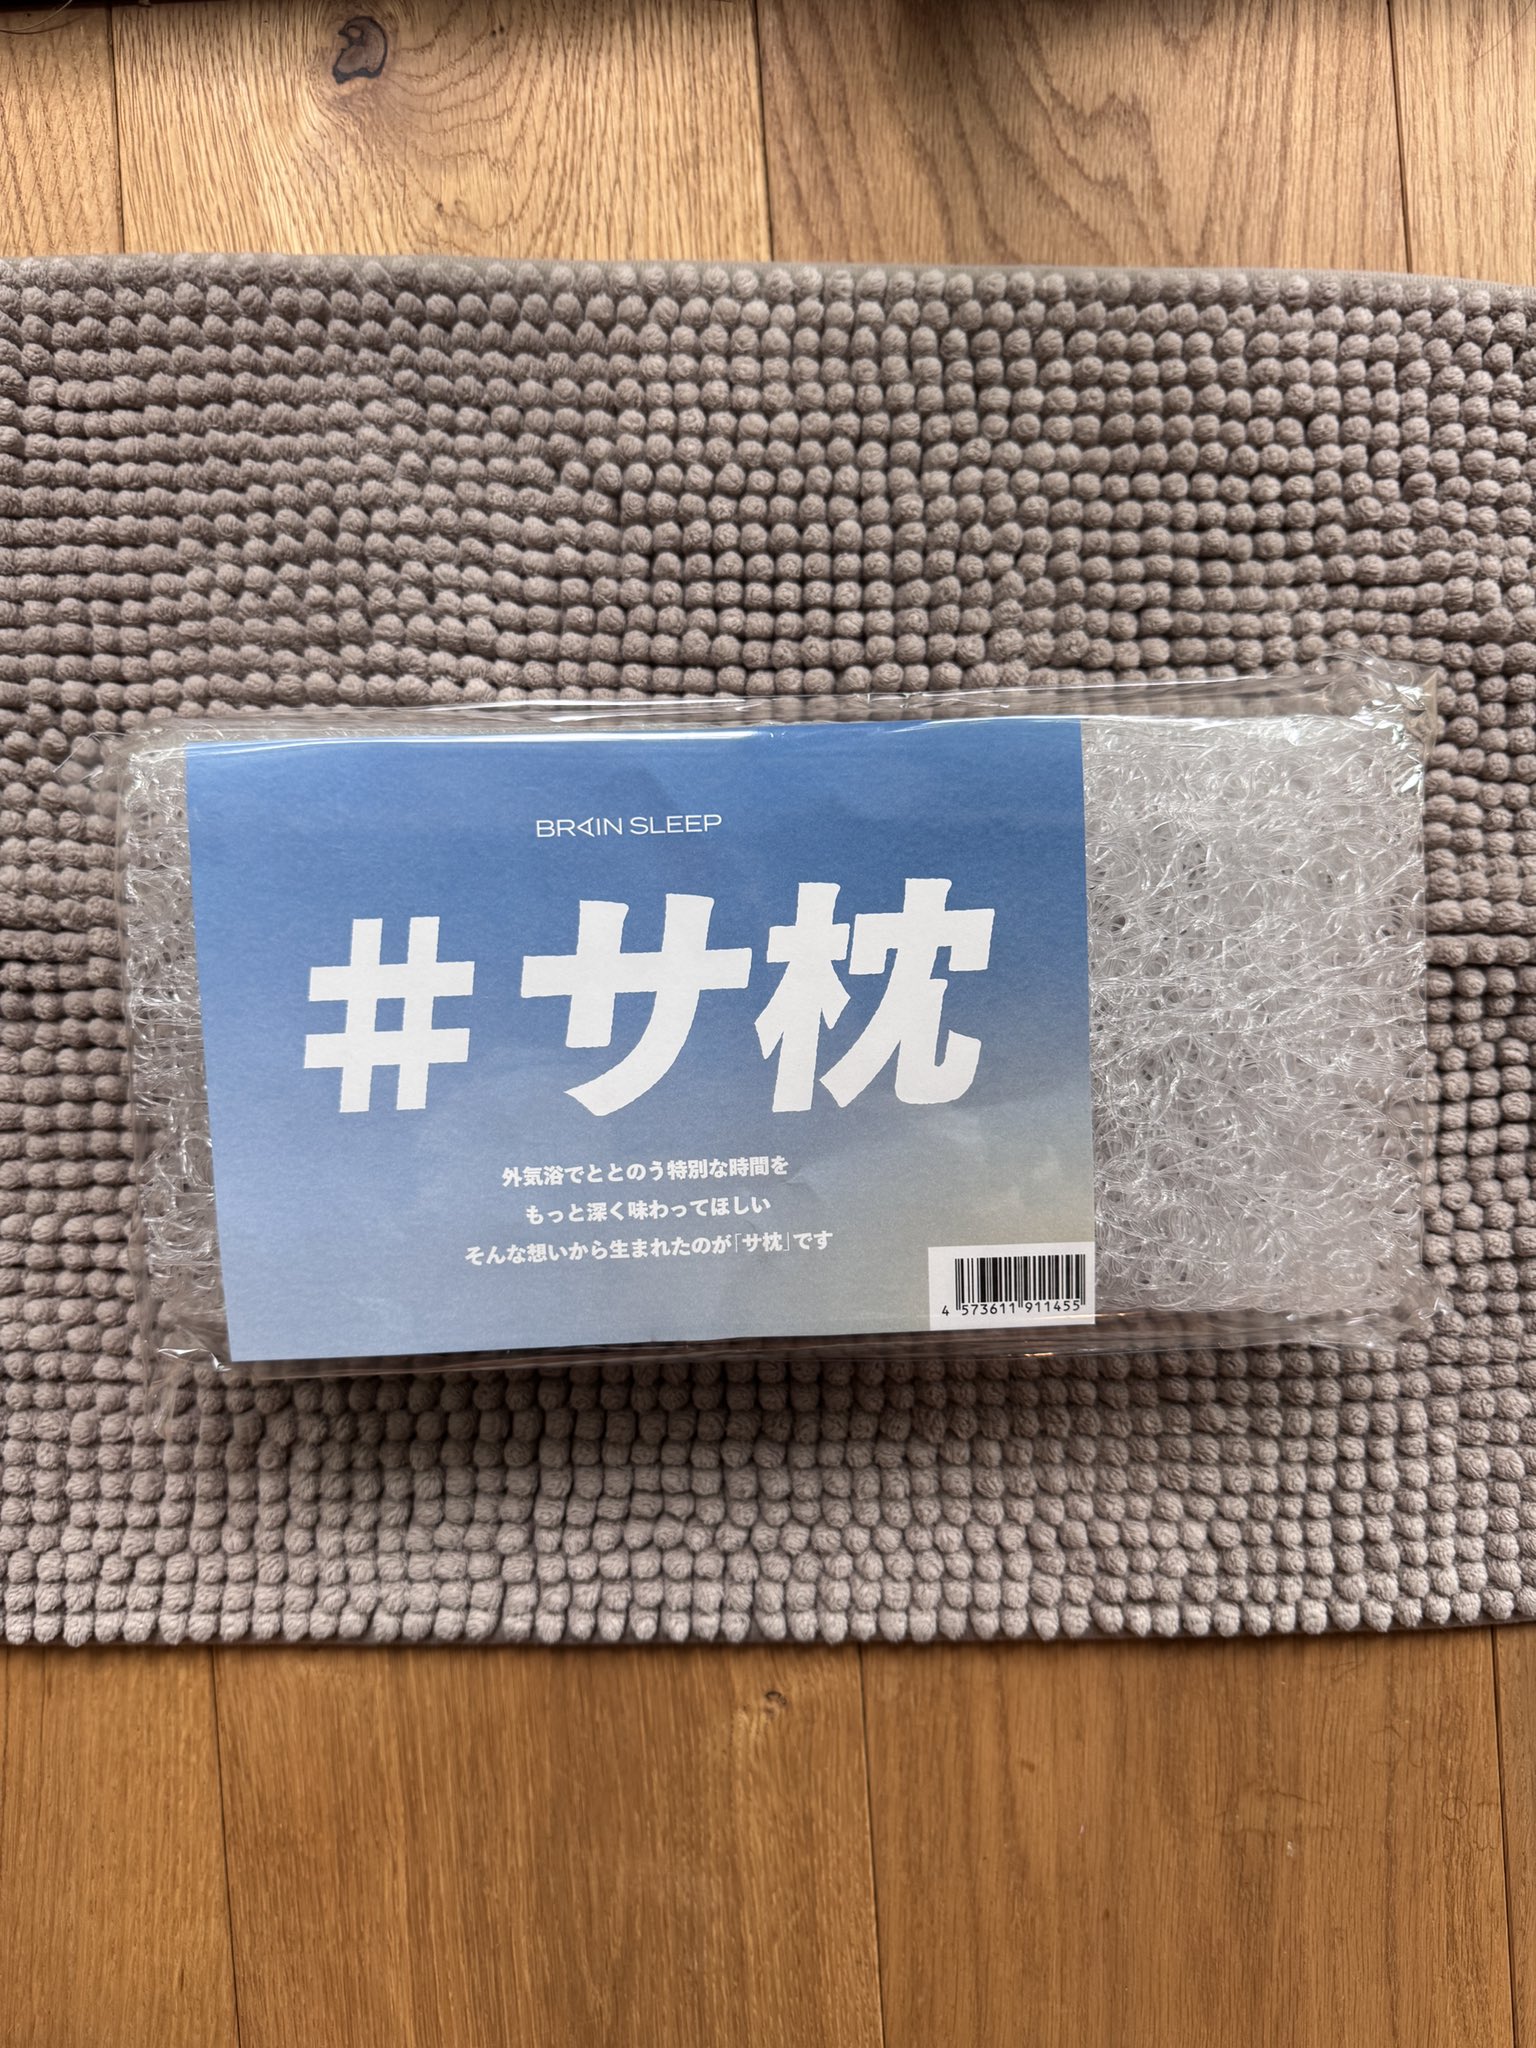 BRAIN SLEEP
#サ枕
外気浴でととのう特別な時間を
もっと深く味わってほしい
そんな想いから生まれたのが「サ枕」です
4 573611 911455